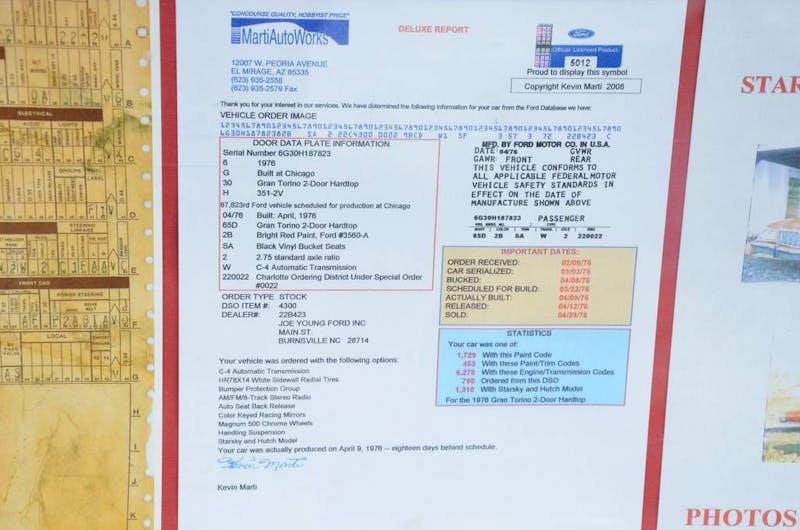 "CONCOURSE QUALITY, HOBBYIST PRICE"
MartiAutoWorks
12007 W. PEORIA AVENUE
EL MIRAGE, AZ 85335
(623) 935-2558
(623) 935-2579 Fax
DELUXE REPORT
Ford
Official Licensed Product
5012
Proud to display this symbol
Copyright Kevin Marti 2008
Thank you for your interest in our services. We have determined the following information for your car from the Ford Database we have:
VEHICLE ORDER IMAGE
DOOR DATA PLATE INFORMATION
Serial Number 6G30H187823
6 1976
G Built at Chicago
30 Gran Torino 2-Door Hardtop
H 351-2V
87,823rd Ford vehicle scheduled for production at Chicago
04/76 Built: April, 1976
65D Gran Torino 2-Door Hardtop
2B Bright Red Paint, Ford #3560-A
SA Black Vinyl Bucket Seats
2 2.75 standard axle ratio
W C-4 Automatic Transmission
220022 Charlotte Ordering District Under Special Order
#0022
ORDER TYPE STOCK
DSO ITEM #: 4300
DEALER#: 22B423
JOE YOUNG FORD INC
MAIN ST.
BURNSVILLE NC 28714
Your vehicle was ordered with the following options:
C-4 Automatic Transmission
HR78X14 White Sidewall Radial Tires
Bumper Protection Group
AM/FM/8-Track Stereo Radio
Auto Seat Back Release
Color Keyed Racing Mirrors
Magnum 500 Chrome Wheels
Handling Suspension
Starsky and Hutch Model
Your car was actually produced on April 9, 1976 -- eighteen days behind schedule.
Kevin Marti
Kevin Marti
MFD. BY FORD MOTOR CO. IN U.S.A.
DATE: 04/76 GVWR
GAWR: FRONT REAR
THIS VEHICLE CONFORMS TO
ALL APPLICABLE FEDERAL MOTOR
VEHICLE SAFETY STANDARDS IN
EFFECT ON THE DATE OF
MANUFACTURE SHOWN ABOVE
6G30H187823 PASSENGER
65D 2B SA W 2 220022
IMPORTANT DATES:
ORDER RECEIVED: 02/09/76
CAR SERIALIZED: 03/03/76
BUCKED: 04/08/76
SCHEDULED FOR BUILD: 03/22/76
ACTUALLY BUILT: 04/09/76
RELEASED: 04/12/76
SOLD: 04/29/76
STATISTICS
Your car was one of:
1,729 With this Paint Code
453 With these Paint/Trim Codes
6,278 With these Engine/Transmission Codes
760 Ordered from this DSO
1,310 With Starsky and Hutch Model
For the 1976 Gran Torino 2-Door Hardtop.
ELECTRICAL
STEERING
LINKAGE
FRONT END
POWER STEERING
LOCAL
STAR
PHOTOS